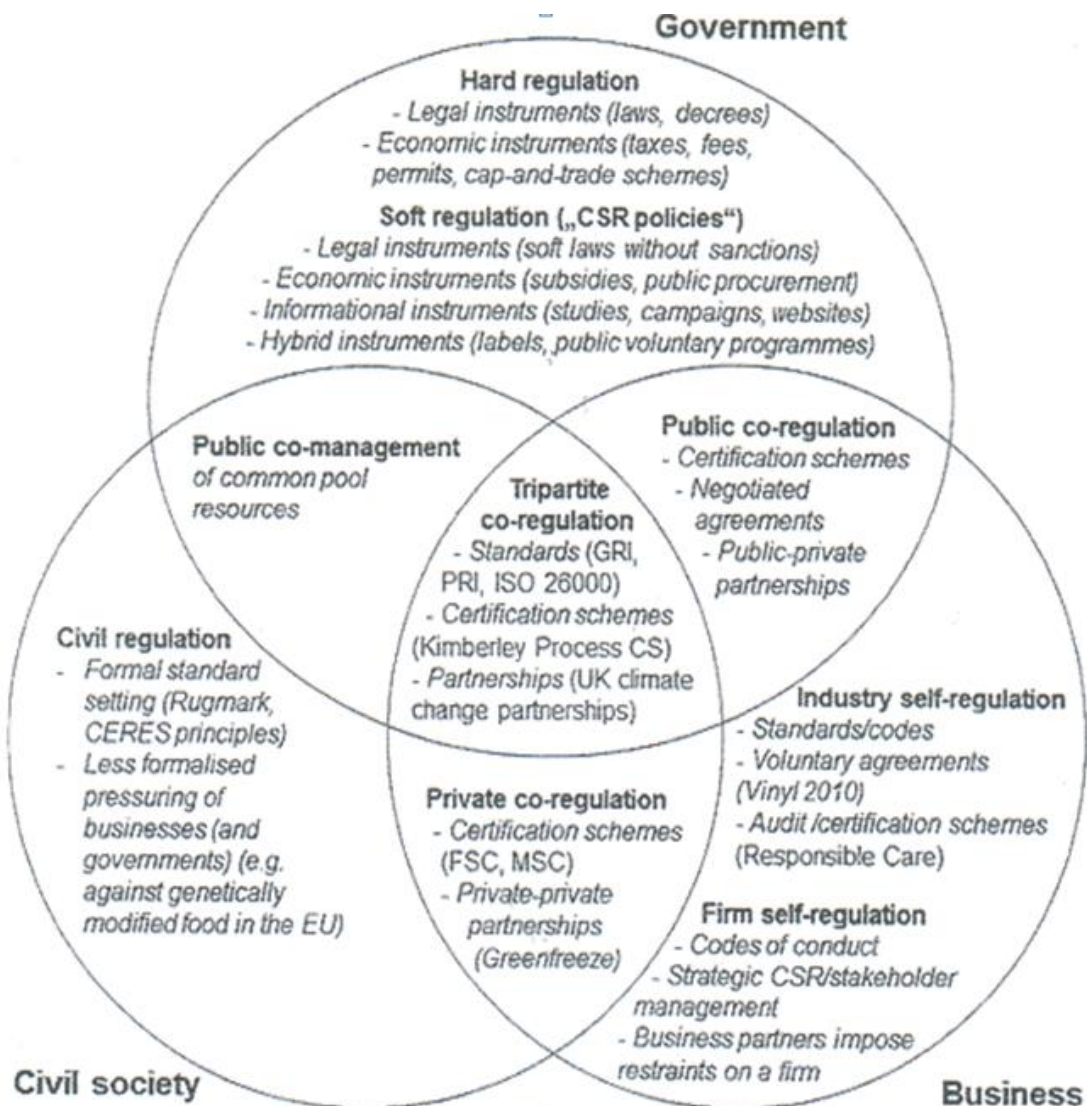 Government
Hard regulation
- Legal instruments (laws, decrees)
- Economic instruments (taxes, fees,
permits, cap-and-trade schemes)
Soft regulation („CSR policies“)
- Legal instruments (soft laws without sanctions)
- Economic instruments (subsidies, public procurement)
- Informational instruments (studies, campaigns, websites)
- Hybrid instruments (labels, public voluntary programmes)
Public co-management
of common pool
resources
Public co-regulation
- Certification schemes
- Negotiated
agreements
- Public-private
partnerships
Tripartite
co-regulation
- Standards (GRI,
PRI, ISO 26000)
- Certification schemes
(Kimberley Process CS)
- Partnerships (UK climate
change partnerships)
Civil regulation
- Formal standard
setting (Rugmark,
CERES principles)
- Less formalised
pressuring of
businesses (and
governments) (e.g.
against genetically
modified food in the EU)
Industry self-regulation
- Standards/codes
- Voluntary agreements
(Vinyl 2010)
- Audit/certification schemes
(Responsible Care)
Private co-regulation
- Certification schemes
(FSC, MSC)
- Private-private
partnerships
(Greenfreeze)
Firm self-regulation
- Codes of conduct
- Strategic CSR/stakeholder
management
- Business partners impose
restraints on a firm
Civil society
Business